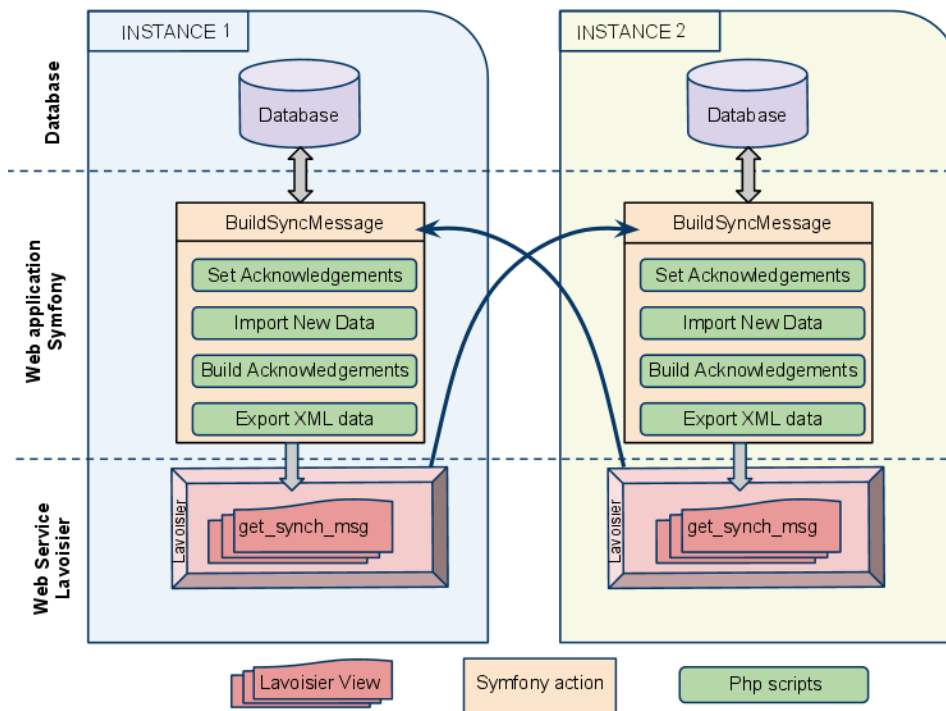 INSTANCE 1
INSTANCE 2
Database
Database
Database
Web application
Symfony
BuildSyncMessage
Set Acknowledgements
Import New Data
Build Acknowledgements
Export XML data
BuildSyncMessage
Set Acknowledgements
Import New Data
Build Acknowledgements
Export XML data
Web Service
Lavoisier
Lavoisier
get_synch_msg
Lavoisier
get_synch_msg
Lavoisier View
Symfony action
Php scripts